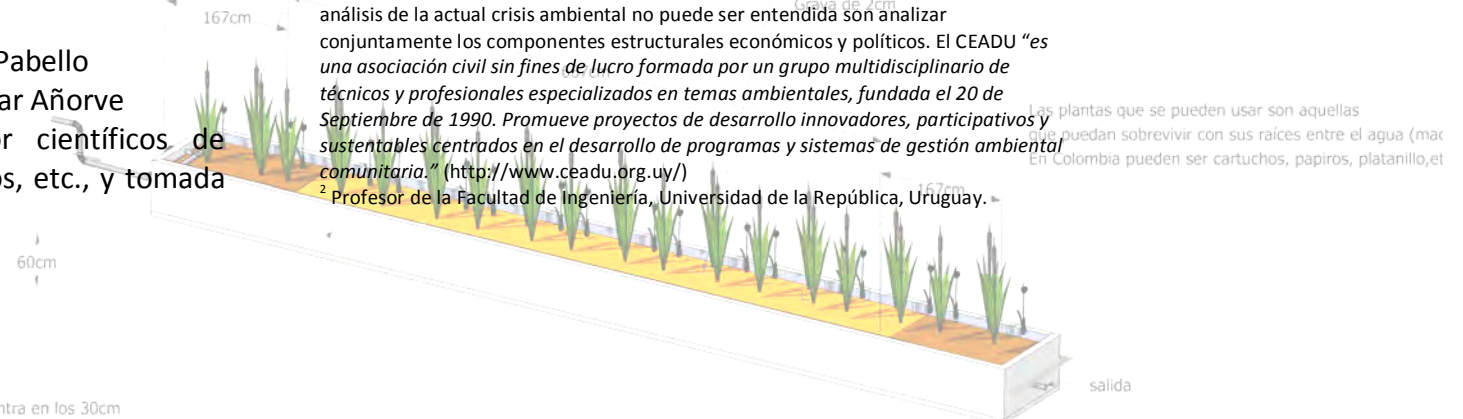 167cm
Pabello
ar Añorve
or científicos de
os, etc., y tomada
60cm
ntra en los 30cm
Grava de 2cm
análisis de la actual crisis ambiental no puede ser entendida son analizar
conjuntamente los componentes estructurales económicos y políticos. El CEADU “es
una asociación civil sin fines de lucro formada por un grupo multidisciplinario de
técnicos y profesionales especializados en temas ambientales, fundada el 20 de
Septiembre de 1990. Promueve proyectos de desarrollo innovadores, participativos y
sustentables centrados en el desarrollo de programas y sistemas de gestión ambiental
comunitaria.” (http://www.ceadu.org.uy/)
2 Profesor de la Facultad de Ingeniería, Universidad de la República, Uruguay.
167cm
Las plantas que se pueden usar son aquellas
que puedan sobrevivir con sus raíces entre el agua (mac
En Colombia pueden ser cartuchos, papiros, platanillo,et
salida